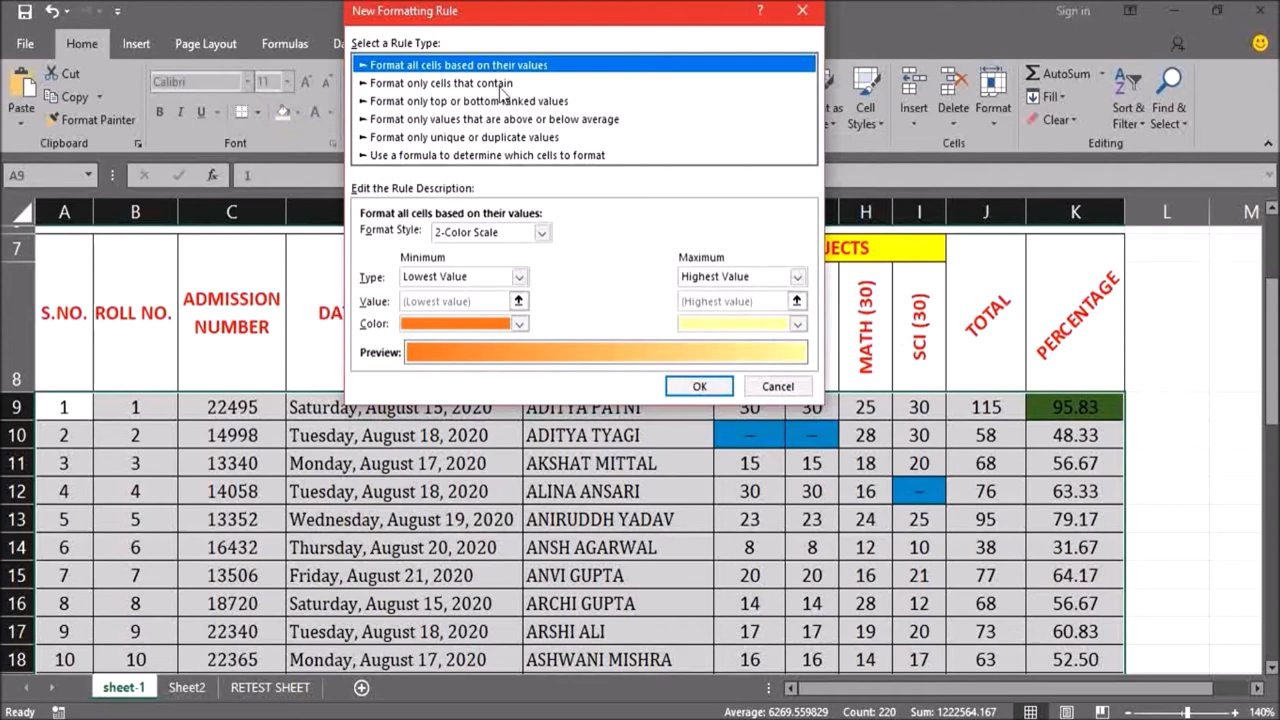 New Formatting Rule
?
Sign in
File Home Insert Page Layout Formulas
Select a Rule Type:
► Format all cells based on their values
► Format only cells that contain
► Format only top or bottom ranked values
► Format only values that are above or below average
► Format only unique or duplicate values
► Use a formula to determine which cells to format
Cut
Copy
Format Painter
Paste
Clipboard
Calibri 11
B I U
Font
Cell
Styles
Insert Delete Format
Cells
AutoSum
Fill
Clear
Sort &
Filter
Find &
Select
Editing
A9 fx 1
Edit the Rule Description:
Format all cells based on their values:
Format Style: 2-Color Scale
Minimum Maximum
Type: Lowest Value Highest Value
Value: (Lowest value) (Highest value)
Color:
Preview:
OK Cancel
A B C H I J K L M
7 JECTS
8 S.NO. ROLL NO. ADMISSION NUMBER DA MATH (30) SCI (30) TOTAL PERCENTAGE
9 1 1 22495 Saturday, August 15, 2020 ADITYA PATNI 30 30 25 30 115 95.83
10 2 2 14998 Tuesday, August 18, 2020 ADITYA TYAGI – – 28 30 58 48.33
11 3 3 13340 Monday, August 17, 2020 AKSHAT MITTAL 15 15 18 20 68 56.67
12 4 4 14058 Tuesday, August 18, 2020 ALINA ANSARI 30 30 16 – 76 63.33
13 5 5 13352 Wednesday, August 19, 2020 ANIRUDDH YADAV 23 23 24 25 95 79.17
14 6 6 16432 Thursday, August 20, 2020 ANSH AGARWAL 8 8 12 10 38 31.67
15 7 7 13506 Friday, August 21, 2020 ANVI GUPTA 20 20 16 21 77 64.17
16 8 8 18720 Saturday, August 15, 2020 ARCHI GUPTA 14 14 28 12 68 56.67
17 9 9 22340 Tuesday, August 18, 2020 ARSHI ALI 17 17 19 20 73 60.83
18 10 10 22365 Monday, August 17, 2020 ASHWANI MISHRA 16 16 14 17 63 52.50
sheet-1 Sheet2 RETEST SHEET
Ready Average: 6269.559829 Count: 220 Sum: 1222564.167 140%